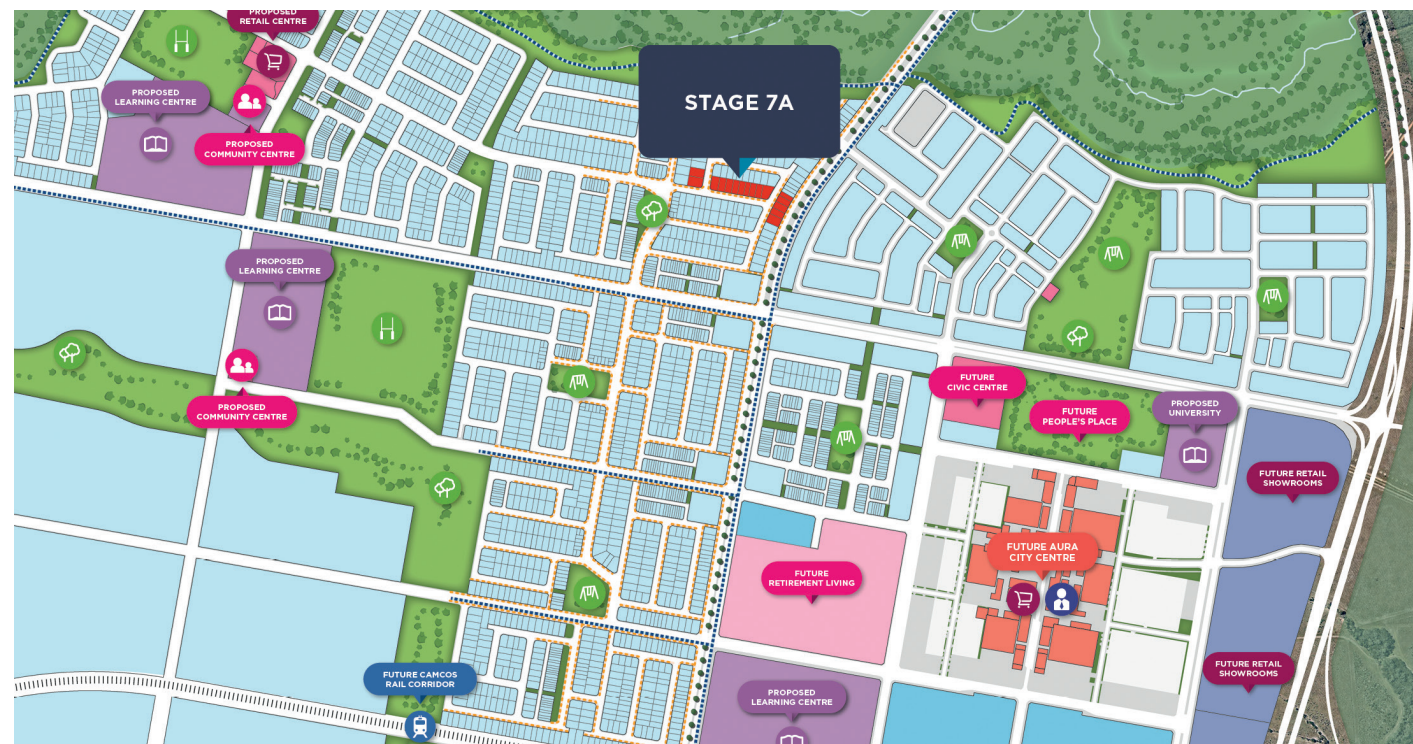 PROPOSED
RETAIL CENTRE
STAGE 7A
PROPOSED
LEARNING CENTRE
PROPOSED
COMMUNITY CENTRE
PROPOSED
LEARNING CENTRE
PROPOSED
COMMUNITY CENTRE
FUTURE
CIVIC CENTRE
FUTURE
PEOPLE'S PLACE
PROPOSED
UNIVERSITY
FUTURE RETAIL
SHOWROOMS
FUTURE AURA
CITY CENTRE
FUTURE
RETIREMENT LIVING
FUTURE CAMCOS
RAIL CORRIDOR
PROPOSED
LEARNING CENTRE
FUTURE RETAIL
SHOWROOMS